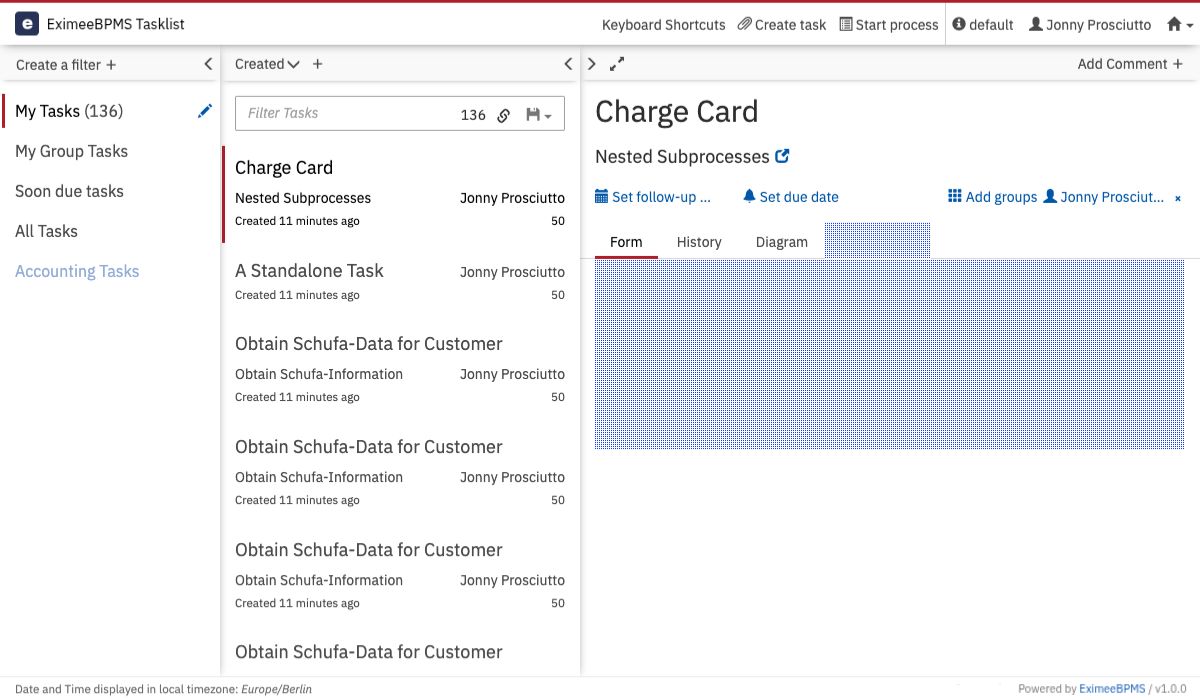 e EximeeBPMS Tasklist
Keyboard Shortcuts Create task Start process default Jonny Prosciutto
Create a filter +
My Tasks (136)
My Group Tasks
Soon due tasks
All Tasks
Accounting Tasks
Created +
Filter Tasks 136
Charge Card
Nested Subprocesses Jonny Prosciutto
Created 11 minutes ago 50
A Standalone Task Jonny Prosciutto
Created 11 minutes ago 50
Obtain Schufa-Data for Customer
Obtain Schufa-Information Jonny Prosciutto
Created 11 minutes ago 50
Obtain Schufa-Data for Customer
Obtain Schufa-Information Jonny Prosciutto
Created 11 minutes ago 50
Obtain Schufa-Data for Customer
Obtain Schufa-Information Jonny Prosciutto
Created 11 minutes ago 50
Obtain Schufa-Data for Customer
Add Comment +
Charge Card
Nested Subprocesses
Set follow-up ... Set due date Add groups Jonny Prosciut... ×
Form History Diagram
Date and Time displayed in local timezone: Europe/Berlin
Powered by EximeeBPMS / v1.0.0